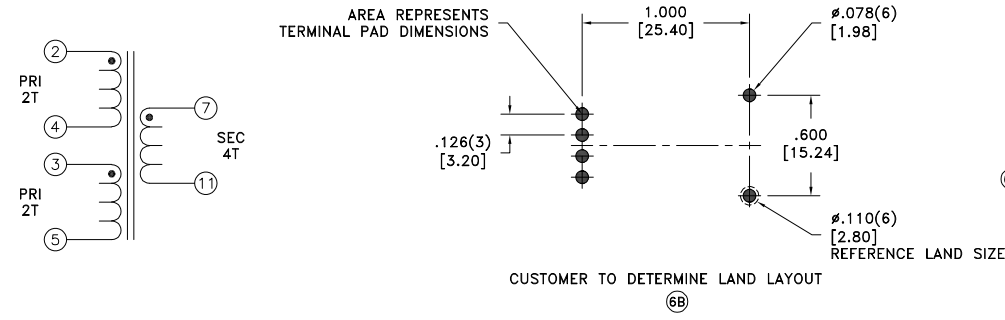 2
PRI
2T
4
3
PRI
2T
5
7
SEC
4T
11
AREA REPRESENTS
TERMINAL PAD DIMENSIONS
1.000
[25.40]
ø.078(6)
[1.98]
.126(3)
[3.20]
.600
[15.24]
ø.110(6)
[2.80]
REFERENCE LAND SIZE
CUSTOMER TO DETERMINE LAND LAYOUT
6B